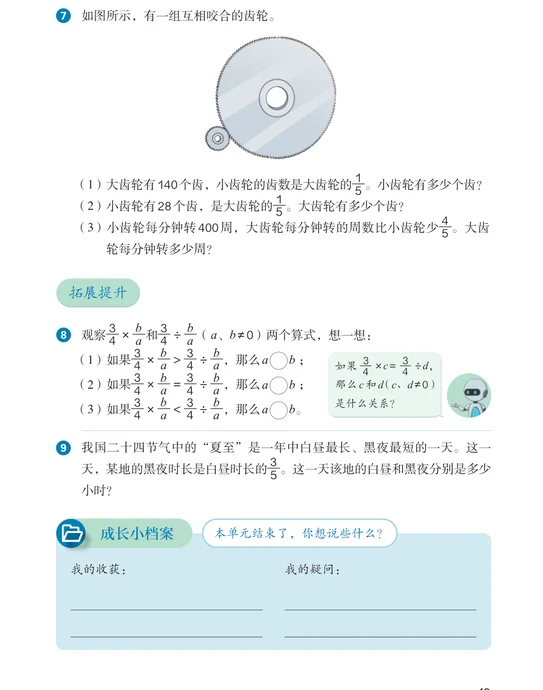 7 如图所示，有一组互相咬合的齿轮。
（1）大齿轮有140个齿，小齿轮的齿数是大齿轮的1/5。小齿轮有多少个齿？
（2）小齿轮有28个齿，是大齿轮的1/5。大齿轮有多少个齿？
（3）小齿轮每分钟转400周，大齿轮每分钟转的周数比小齿轮少4/5。大齿
轮每分钟转多少周？
拓展提升
8 观察3/4×b/a和3/4÷b/a（a、b≠0）两个算式，想一想：
（1）如果3/4×b/a>3/4÷b/a，那么a○b；
（2）如果3/4×b/a=3/4÷b/a，那么a○b；
（3）如果3/4×b/a<3/4÷b/a，那么a○b。
如果3/4×c=3/4÷d，
那么c和d（c、d≠0）
是什么关系？
9 我国二十四节气中的“夏至”是一年中白昼最长、黑夜最短的一天。这一
天，某地的黑夜时长是白昼时长的3/5。这一天该地的白昼和黑夜分别是多少
小时？
成长小档案 本单元结束了，你想说些什么？
我的收获： 我的疑问：